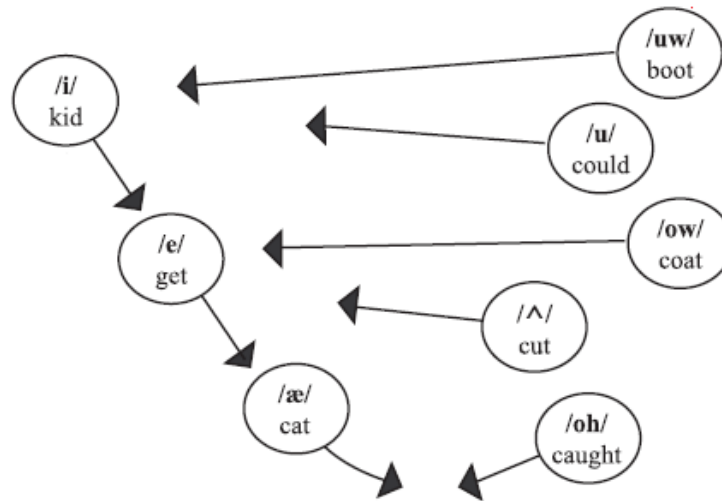 /uw/
boot
/i/
kid
/u/
could
/ow/
coat
/e/
get
/^/
cut
/æ/
cat
/oh/
caught